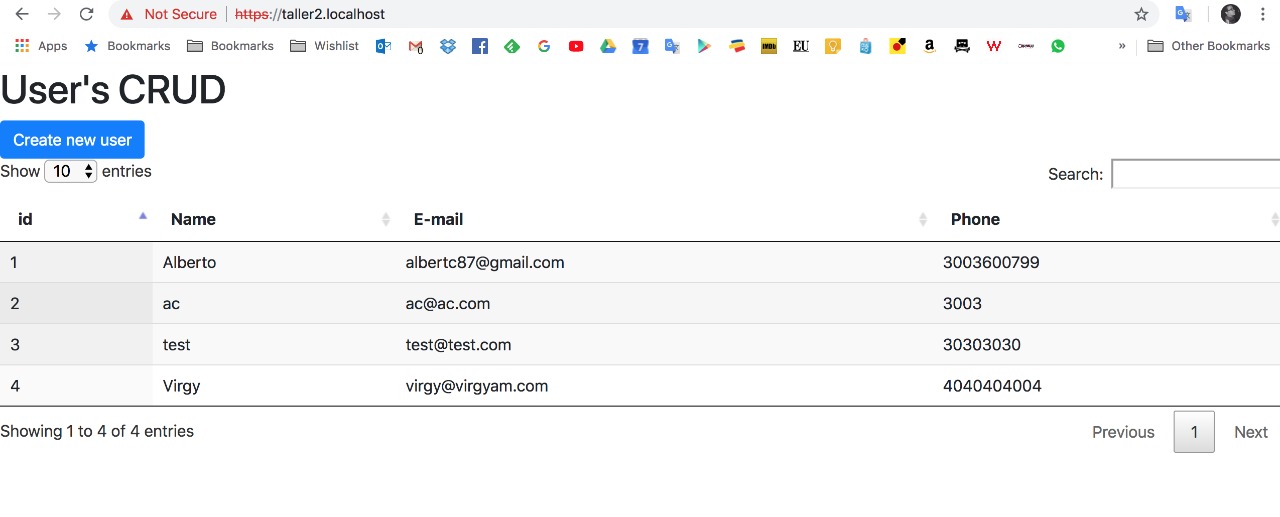 Not Secure | https://taller2.localhost
Apps Bookmarks Bookmarks Wishlist 7 IMDb EU a W » Other Bookmarks
User's CRUD
Create new user
Show 10 entries Search:
id Name E-mail Phone
1 Alberto albertc87@gmail.com 3003600799
2 ac ac@ac.com 3003
3 test test@test.com 30303030
4 Virgy virgy@virgyam.com 4040404004
Showing 1 to 4 of 4 entries Previous 1 Next